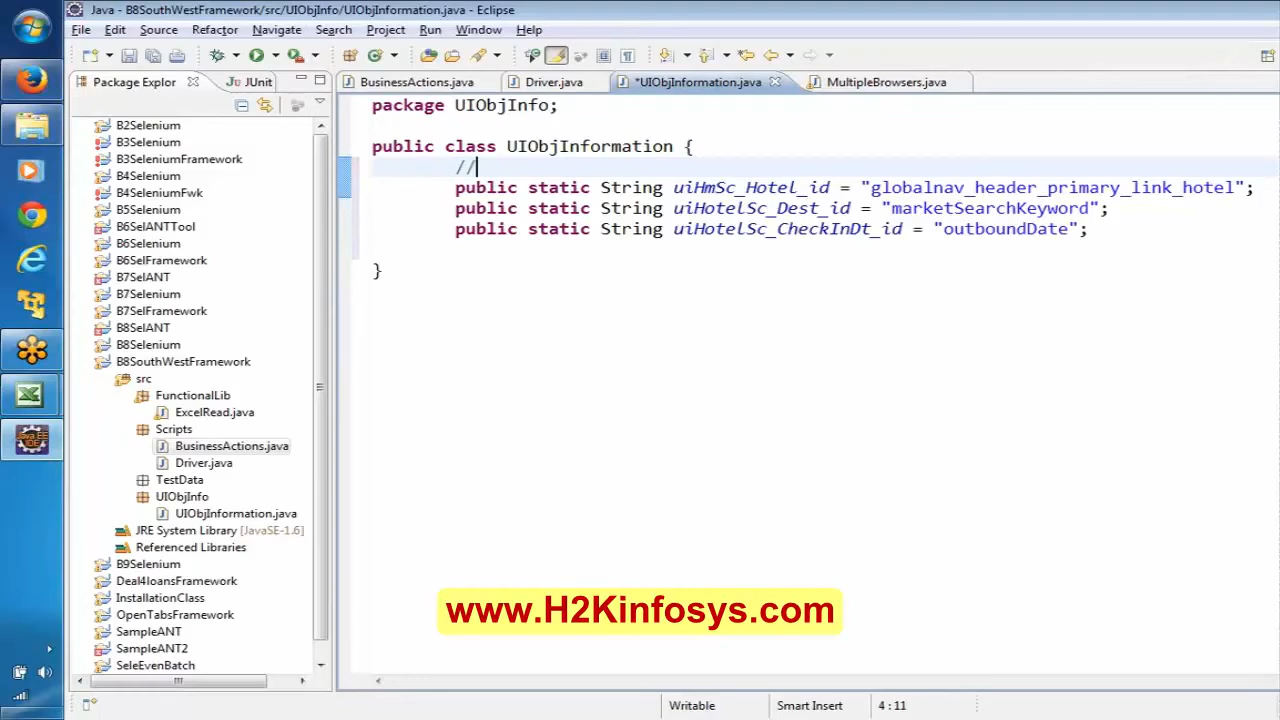 Java - B8SouthWestFramework/src/UIObjInfo/UIObjInformation.java - Eclipse
File Edit Source Refactor Navigate Search Project Run Window Help
Package Explor JUnit BusinessActions.java Driver.java *UIObjInformation.java MultipleBrowsers.java
B2Selenium
B3Selenium
B3SeleniumFramework
B4Selenium
B4SeleniumFwk
B5Selenium
B6SelANTTool
B6Selenium
B6SelFramework
B7SelANT
B7Selenium
B7SelFramework
B8SelANT
B8Selenium
B8SouthWestFramework
src
FunctionalLib
ExcelRead.java
Scripts
BusinessActions.java
Driver.java
TestData
UIObjInfo
UIObjInformation.java
JRE System Library [JavaSE-1.6]
Referenced Libraries
B9Selenium
Deal4loansFramework
InstallationClass
OpenTabsFramework
SampleANT
SampleANT2
SeleEvenBatch
package UIObjInfo;
public class UIObjInformation {
//
public static String uiHmSc_Hotel_id = "globalnav_header_primary_link_hotel";
public static String uiHotelSc_Dest_id = "marketSearchKeyword";
public static String uiHotelSc_CheckInDt_id = "outboundDate";
}
www.H2Kinfosys.com
Writable Smart Insert 4 : 11